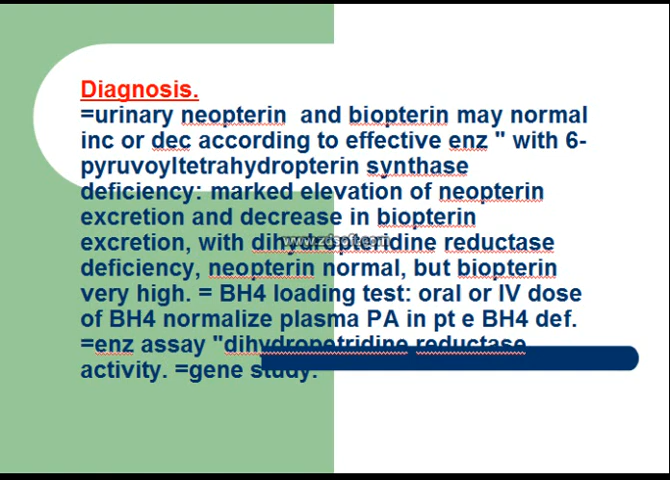 Diagnosis.
=urinary neopterin and biopterin may normal
inc or dec according to effective enz " with 6-
pyruvoyltetrahydropterin synthase
deficiency: marked elevation of neopterin
excretion and decrease in biopterin
excretion, with dihydropteridine reductase
www.zdsoft.com
deficiency, neopterin normal, but biopterin
very high. = BH4 loading test: oral or IV dose
of BH4 normalize plasma PA in pt e BH4 def.
=enz assay "dihydropetridine reductase
activity. =gene study.